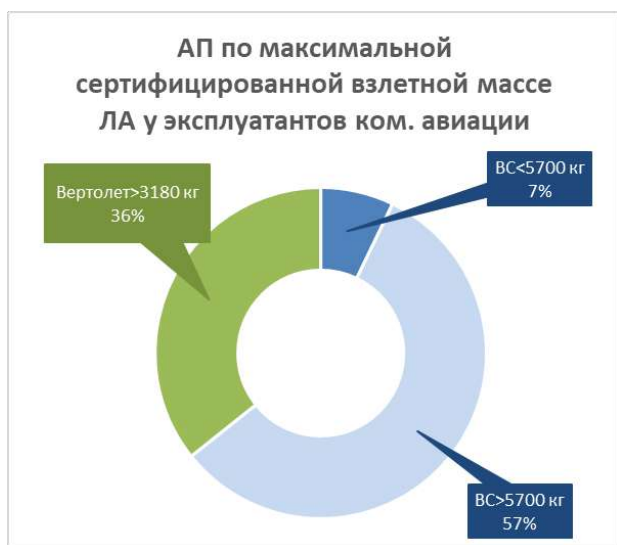 АП по максимальной
сертифицированной взлетной массе
ЛА у эксплуатантов ком. авиации
Вертолет>3180 кг
36%
ВС<5700 кг
7%
ВС>5700 кг
57%